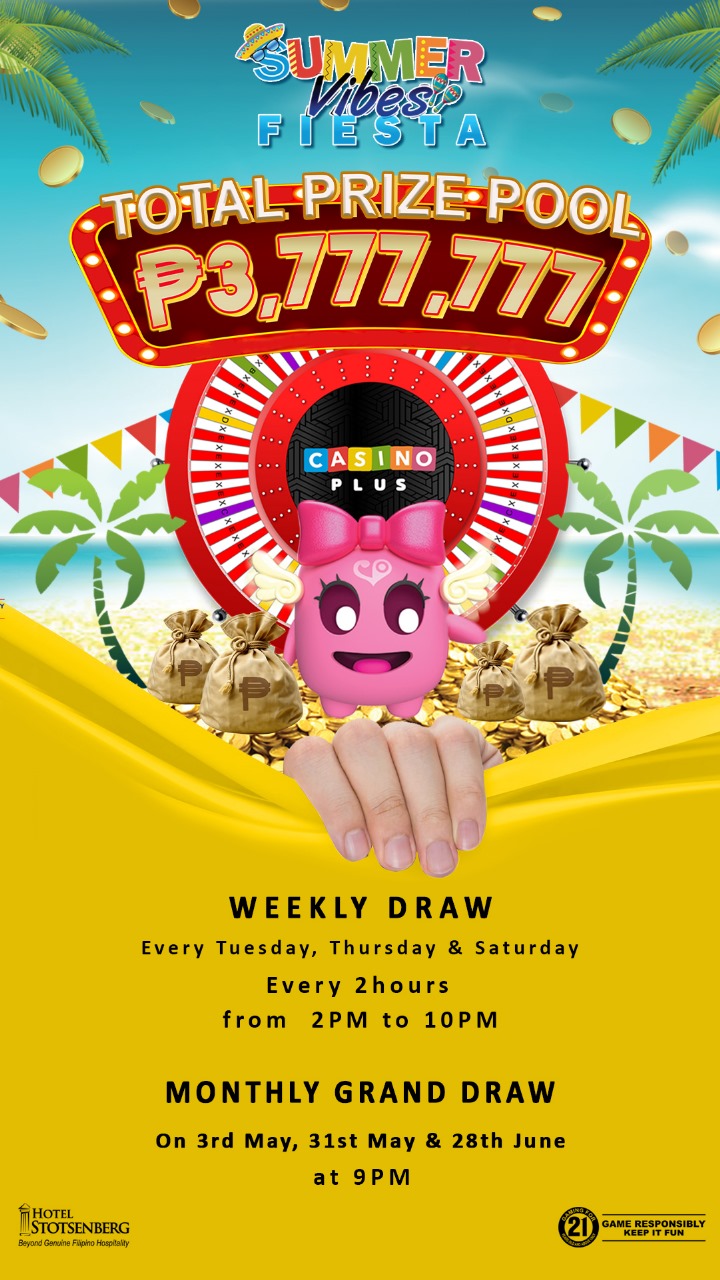 SUMMER
Vibes
FIESTA
TOTAL PRIZE POOL
₱3,777,777
CASINO
PLUS
₱
₱
₱
₱
WEEKLY DRAW
Every Tuesday, Thursday & Saturday
Every 2hours
from 2PM to 10PM
MONTHLY GRAND DRAW
On 3rd May, 31st May & 28th June
at 9PM
HOTEL
STOTSENBERG
Beyond Genuine Filipino Hospitality
21
GAME RESPONSIBLY
KEEP IT FUN